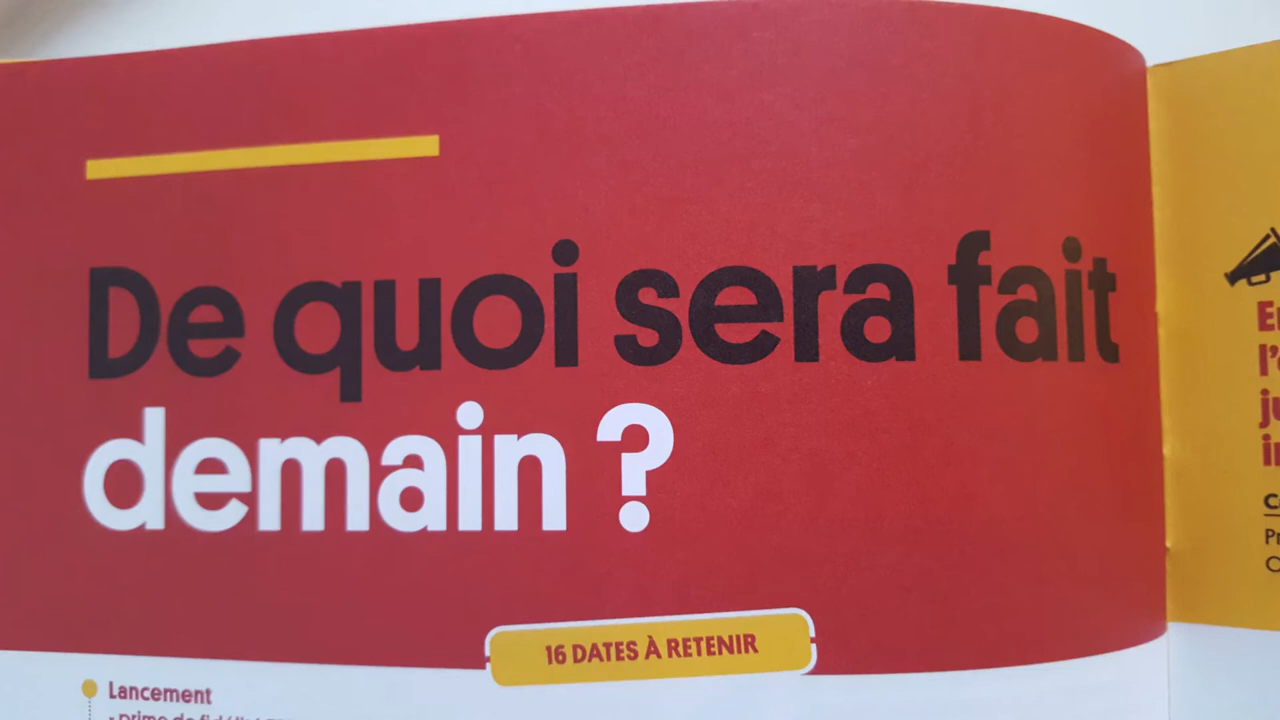 De quoi sera fait
demain ?
16 DATES À RETENIR
Lancement